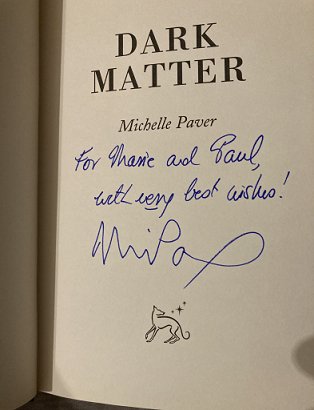 DARK
MATTER
Michelle Paver
For Marie and Paul,
with very best wishes!